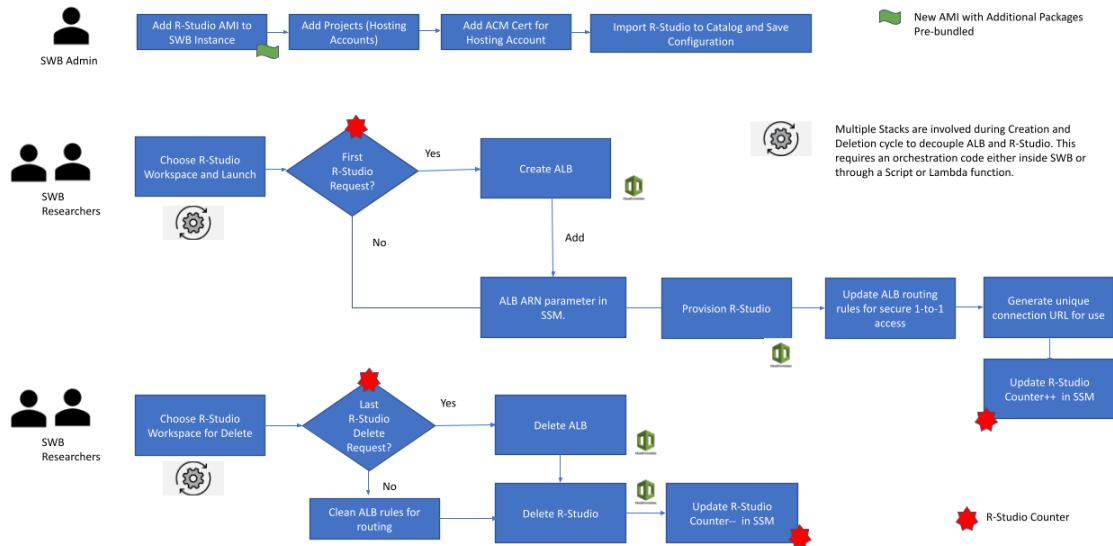 Add R-Studio AMI to
SWB Instance
Add Projects (Hosting
Accounts)
Add ACM Cert for
Hosting Account
Import R-Studio to Catalog and Save
Configuration
New AMI with Additional Packages
Pre-bundled
SWB Admin
Choose R-Studio
Workspace and Launch
First
R-Studio
Request?
Yes
Create ALB
Multiple Stacks are involved during Creation and
Deletion cycle to decouple ALB and R-Studio. This
requires an orchestration code either inside SWB or
through a Script or Lambda function.
SWB
Researchers
No
Add
ALB ARN parameter in
SSM.
Provision R-Studio
Update ALB routing
rules for secure 1-to-1
access
Generate unique
connection URL for use
Update R-Studio
Counter++ in SSM
Choose R-Studio
Workspace for Delete
Last
R-Studio
Delete
Request?
Yes
Delete ALB
SWB
Researchers
No
Clean ALB rules for
routing
Delete R-Studio
Update R-Studio
Counter-- in SSM
R-Studio Counter